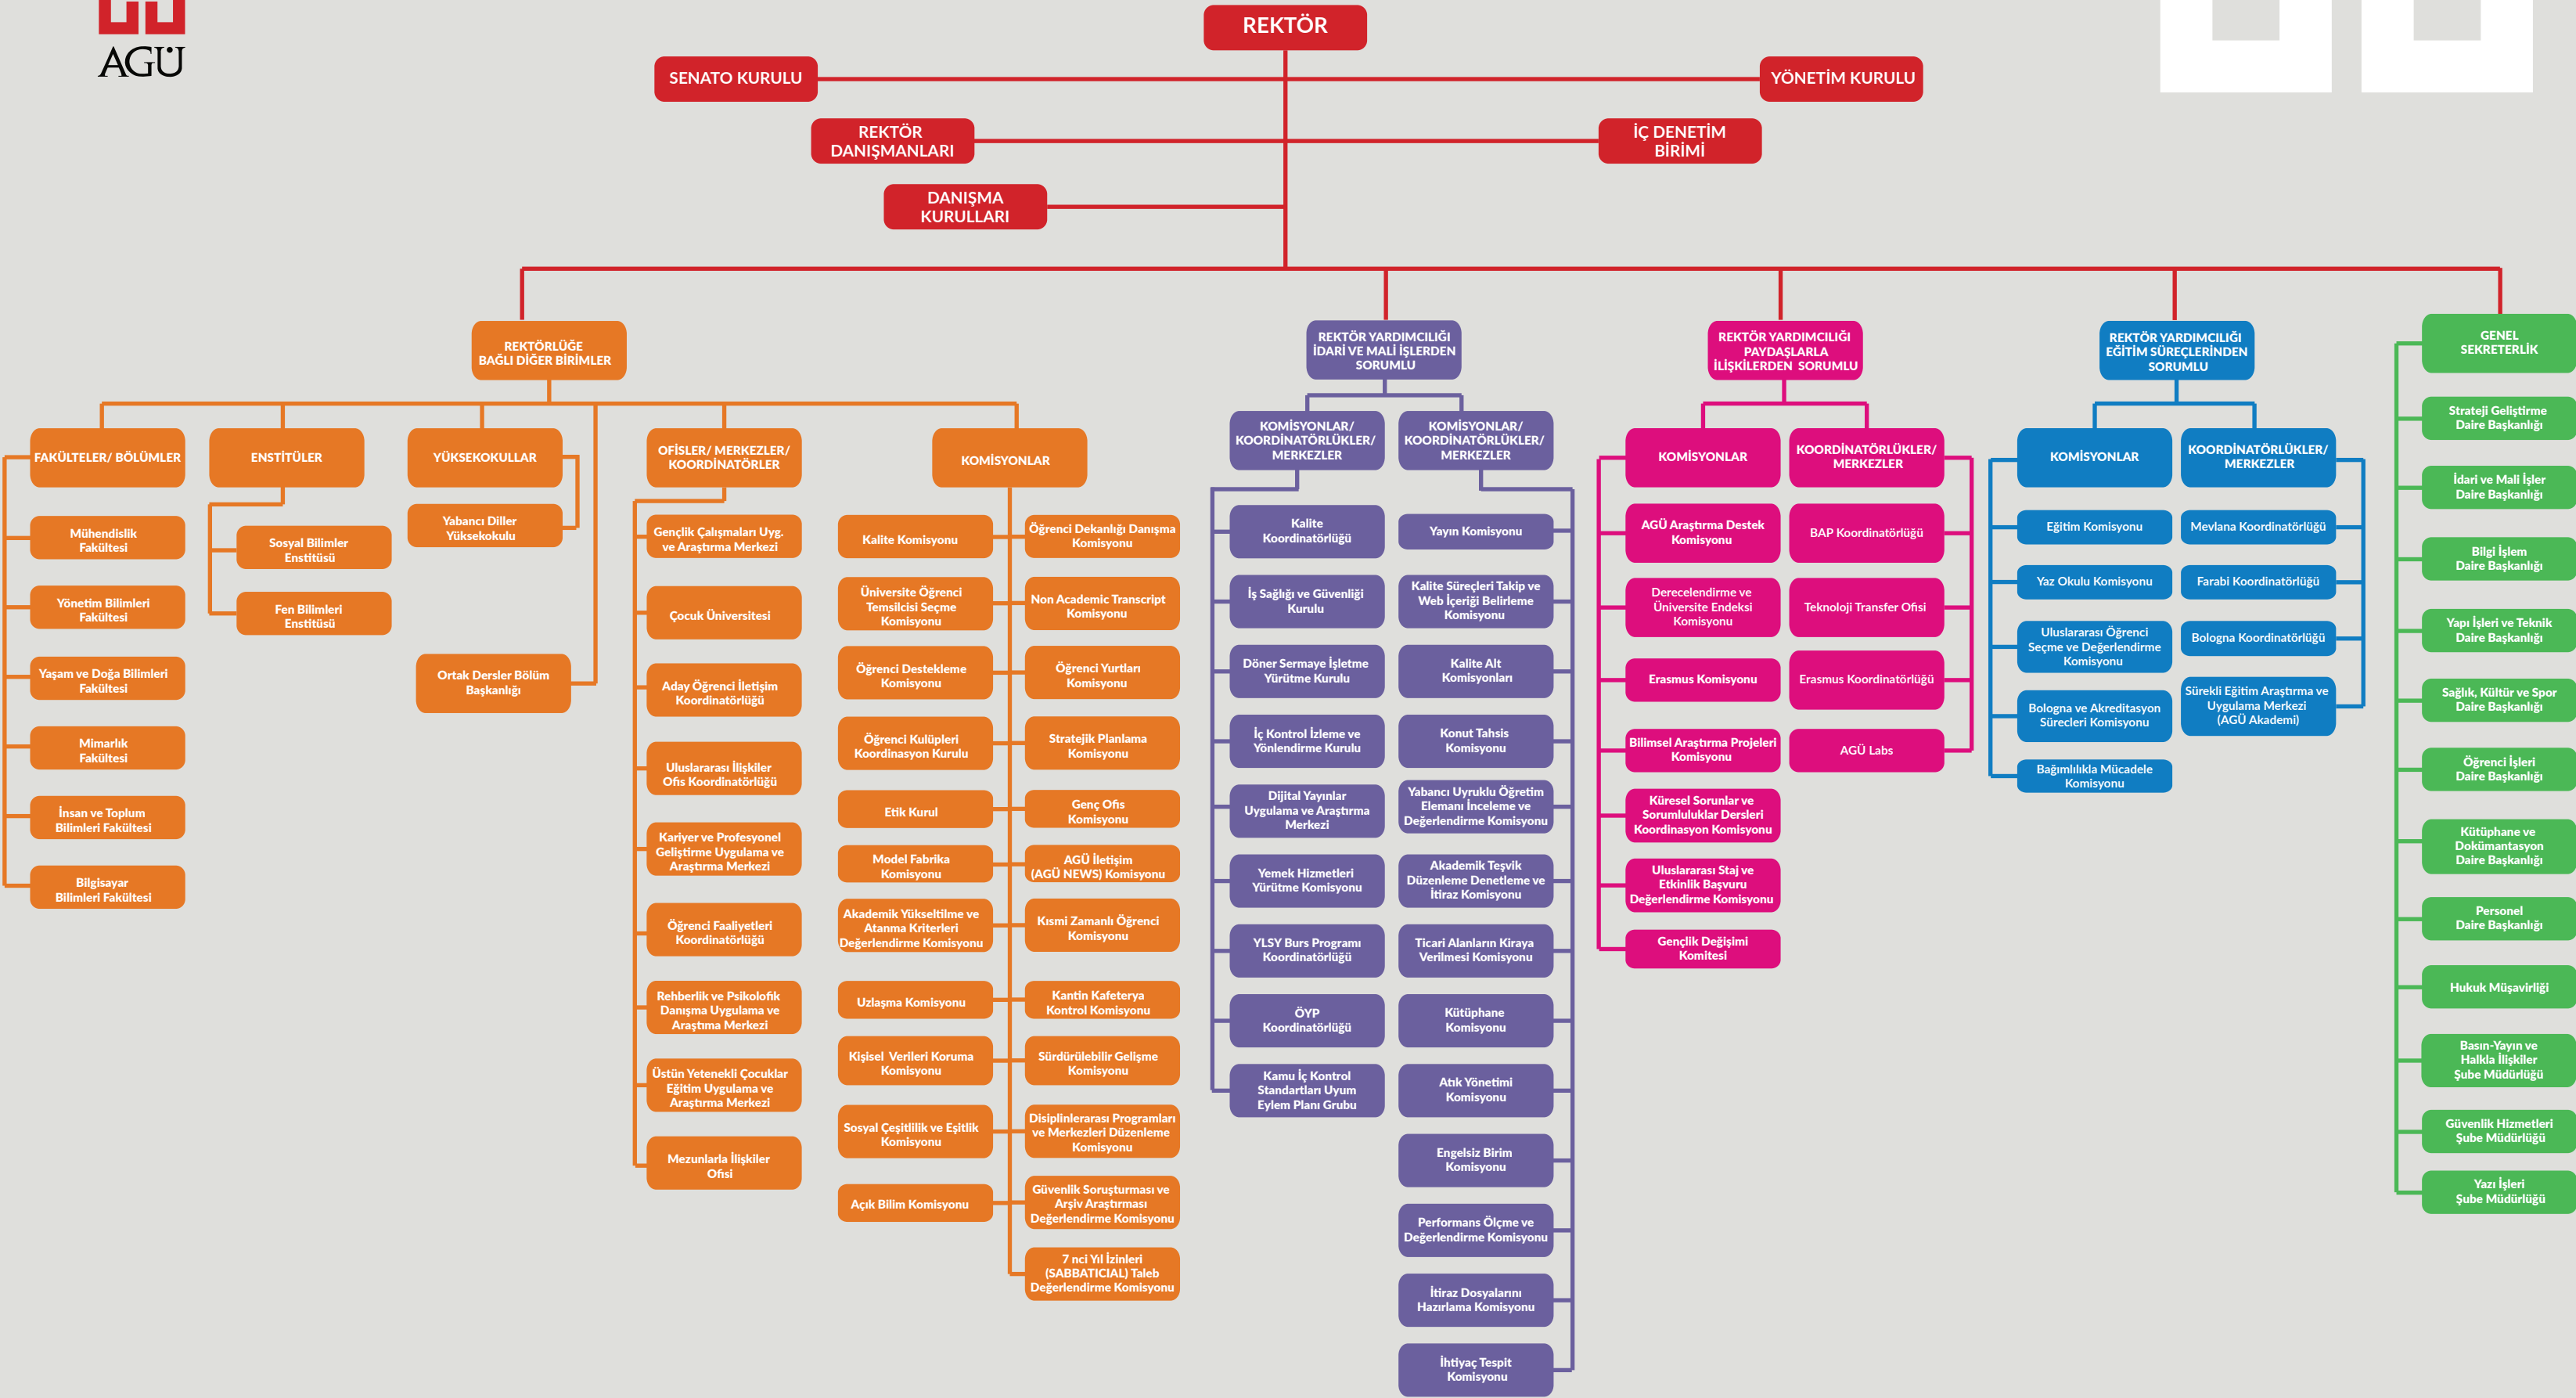 AGÜ
REKTÖR
SENATO KURULU
YÖNETİM KURULU
REKTÖR
DANIŞMANLARI
İÇ DENETİM
BİRİMİ
DANIŞMA
KURULLARI
REKTÖRLÜĞE
BAĞLI DİĞER BİRİMLER
FAKÜLTELER/ BÖLÜMLER
Mühendislik
Fakültesi
Yönetim Bilimleri
Fakültesi
Yaşam ve Doğa Bilimleri
Fakültesi
Mimarlık
Fakültesi
İnsan ve Toplum
Bilimleri Fakültesi
Bilgisayar
Bilimleri Fakültesi
ENSTİTÜLER
Sosyal Bilimler
Enstitüsü
Fen Bilimleri
Enstitüsü
YÜKSEKOKULLAR
Yabancı Diller
Yüksekokulu
Ortak Dersler Bölüm
Başkanlığı
OFİSLER/ MERKEZLER/
KOORDİNATÖRLER
Gençlik Çalışmaları Uyg.
ve Araştırma Merkezi
Çocuk Üniversitesi
Aday Öğrenci İletişim
Koordinatörlüğü
Uluslararası İlişkiler
Ofis Koordinatörlüğü
Kariyer ve Profesyonel
Geliştirme Uygulama ve
Araştırma Merkezi
Öğrenci Faaliyetleri
Koordinatörlüğü
Rehberlik ve Psikolofik
Danışma Uygulama ve
Araştıma Merkezi
Üstün Yetenekli Çocuklar
Eğitim Uygulama ve
Araştırma Merkezi
Mezunlarla İlişkiler
Ofisi
KOMİSYONLAR
Kalite Komisyonu
Üniversite Öğrenci
Temsilcisi Seçme
Komisyonu
Öğrenci Destekleme
Komisyonu
Öğrenci Kulüpleri
Koordinasyon Kurulu
Etik Kurul
Model Fabrika
Komisyonu
Akademik Yükseltilme ve
Atanma Kriterleri
Değerlendirme Komisyonu
Uzlaşma Komisyonu
Kişisel  Verileri Koruma
Komisyonu
Sosyal Çeşitlilik ve Eşitlik
Komisyonu
Açık Bilim Komisyonu
Öğrenci Dekanlığı Danışma
Komisyonu
Non Academic Transcript
Komisyonu
Öğrenci Yurtları
Komisyonu
Stratejik Planlama
Komisyonu
Genç Ofis
Komisyonu
AGÜ İletişim
(AGÜ NEWS) Komisyonu
Kısmi Zamanlı Öğrenci
Komisyonu
Kantin Kafeterya
Kontrol Komisyonu
Sürdürülebilir Gelişme
Komisyonu
Disiplinlerarası Programları
ve Merkezleri Düzenleme
Komisyonu
Güvenlik Soruşturması ve
Arşiv Araştırması
Değerlendirme Komisyonu
7 nci Yıl İzinleri
(SABBATICIAL) Taleb
Değerlendirme Komisyonu
REKTÖR YARDIMCILIĞI
İDARİ VE MALİ İŞLERDEN
SORUMLU
KOMİSYONLAR/
KOORDİNATÖRLÜKLER/
MERKEZLER
Kalite
Koordinatörlüğü
İş Sağlığı ve Güvenliği
Kurulu
Döner Sermaye İşletme
Yürütme Kurulu
İç Kontrol İzleme ve
Yönlendirme Kurulu
Dijital Yayınlar
Uygulama ve Araştırma
Merkezi
Yemek Hizmetleri
Yürütme Komisyonu
YLSY Burs Programı
Koordinatörlüğü
ÖYP
Koordinatörlüğü
Kamu İç Kontrol
Standartları Uyum
Eylem Planı Grubu
KOMİSYONLAR/
KOORDİNATÖRLÜKLER/
MERKEZLER
Yayın Komisyonu
Kalite Süreçleri Takip ve
Web İçeriği Belirleme
Komisyonu
Kalite Alt
Komisyonları
Konut Tahsis
Komisyonu
Yabancı Uyruklu Öğretim
Elemanı İnceleme ve
Değerlendirme Komisyonu
Akademik Teşvik
Düzenleme Denetleme ve
İtiraz Komisyonu
Ticari Alanların Kiraya
Verilmesi Komisyonu
Kütüphane
Komisyonu
Atık Yönetimi
Komisyonu
Engelsiz Birim
Komisyonu
Performans Ölçme ve
Değerlendirme Komisyonu
İtiraz Dosyalarını
Hazırlama Komisyonu
İhtiyaç Tespit
Komisyonu
REKTÖR YARDIMCILIĞI
PAYDAŞLARLA
İLİŞKİLERDEN  SORUMLU
KOMİSYONLAR
AGÜ Araştırma Destek
Komisyonu
Derecelendirme ve
Üniversite Endeksi
Komisyonu
Erasmus Komisyonu
Bilimsel Araştırma Projeleri
Komisyonu
Küresel Sorunlar ve
Sorumluluklar Dersleri
Koordinasyon Komisyonu
Uluslararası Staj ve
Etkinlik Başvuru
Değerlendirme Komisyonu
Gençlik Değişimi
Komitesi
KOORDİNATÖRLÜKLER/
MERKEZLER
BAP Koordinatörlüğü
Teknoloji Transfer Ofisi
Erasmus Koordinatörlüğü
AGÜ Labs
REKTÖR YARDIMCILIĞI
EĞİTİM SÜREÇLERİNDEN
SORUMLU
KOMİSYONLAR
Eğitim Komisyonu
Yaz Okulu Komisyonu
Uluslararası Öğrenci
Seçme ve Değerlendirme
Komisyonu
Bologna ve Akreditasyon
Sürecleri Komisyonu
Bağımlılıkla Mücadele
Komisyonu
KOORDİNATÖRLÜKLER/
MERKEZLER
Mevlana Koordinatörlüğü
Farabi Koordinatörlüğü
Bologna Koordinatörlüğü
Sürekli Eğitim Araştırma ve
Uygulama Merkezi
(AGÜ Akademi)
GENEL
SEKRETERLİK
Strateji Geliştirme
Daire Başkanlığı
İdari ve Mali İşler
Daire Başkanlığı
Bilgi İşlem
Daire Başkanlığı
Yapı İşleri ve Teknik
Daire Başkanlığı
Sağlık, Kültür ve Spor
Daire Başkanlığı
Öğrenci İşleri
Daire Başkanlığı
Kütüphane ve
Dokümantasyon
Daire Başkanlığı
Personel
Daire Başkanlığı
Hukuk Müşavirliği
Basın-Yayın ve
Halkla İlişkiler
Şube Müdürlüğü
Güvenlik Hizmetleri
Şube Müdürlüğü
Yazı İşleri
Şube Müdürlüğü